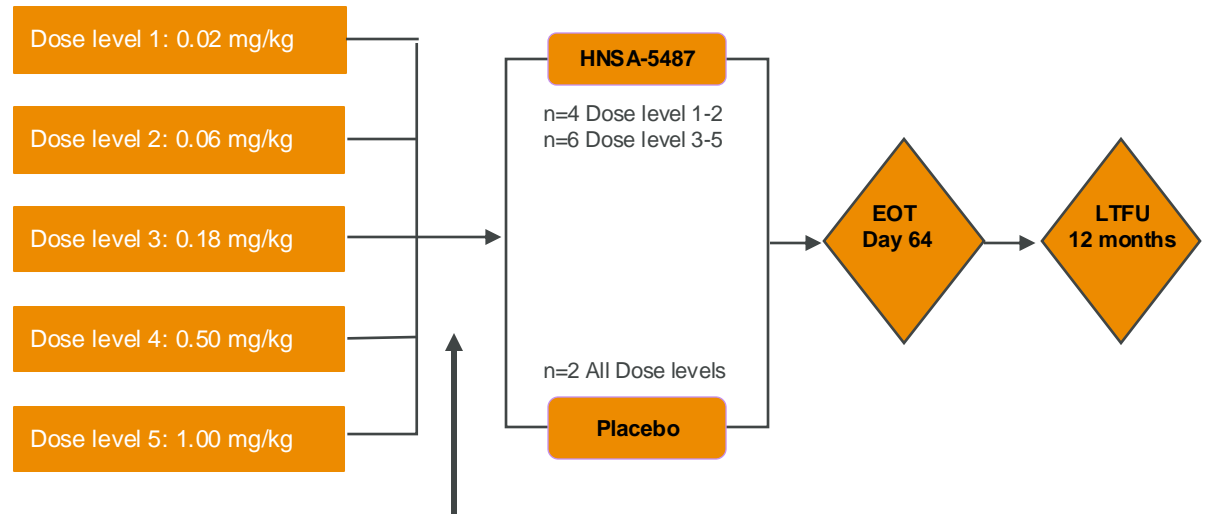 Dose level 1: 0.02 mg/kg
Dose level 2: 0.06 mg/kg
Dose level 3: 0.18 mg/kg
Dose level 4: 0.50 mg/kg
Dose level 5: 1.00 mg/kg
HNSA-5487
n=4 Dose level 1-2
n=6 Dose level 3-5
n=2 All Dose levels
Placebo
EOT
Day 64
LTFU
12 months